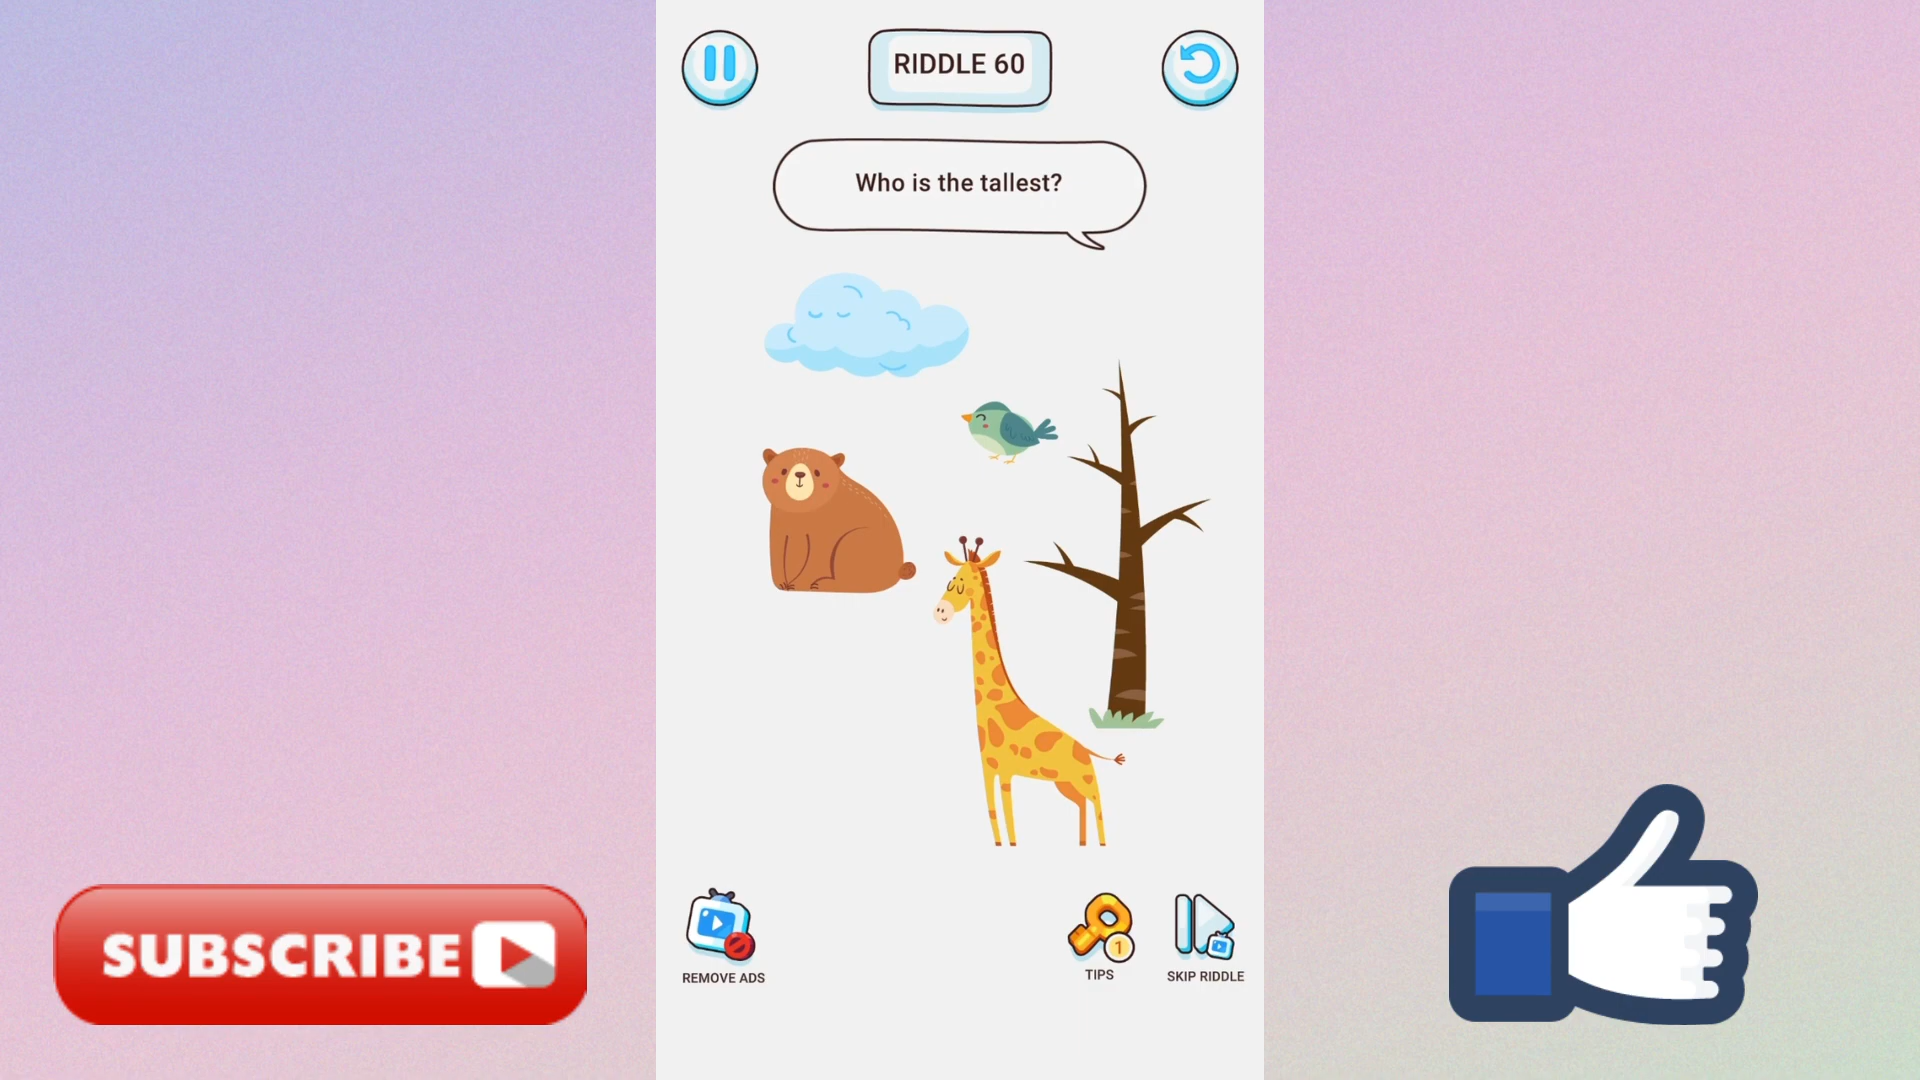 RIDDLE 60
Who is the tallest?
SUBSCRIBE
REMOVE ADS
1
TIPS
SKIP RIDDLE